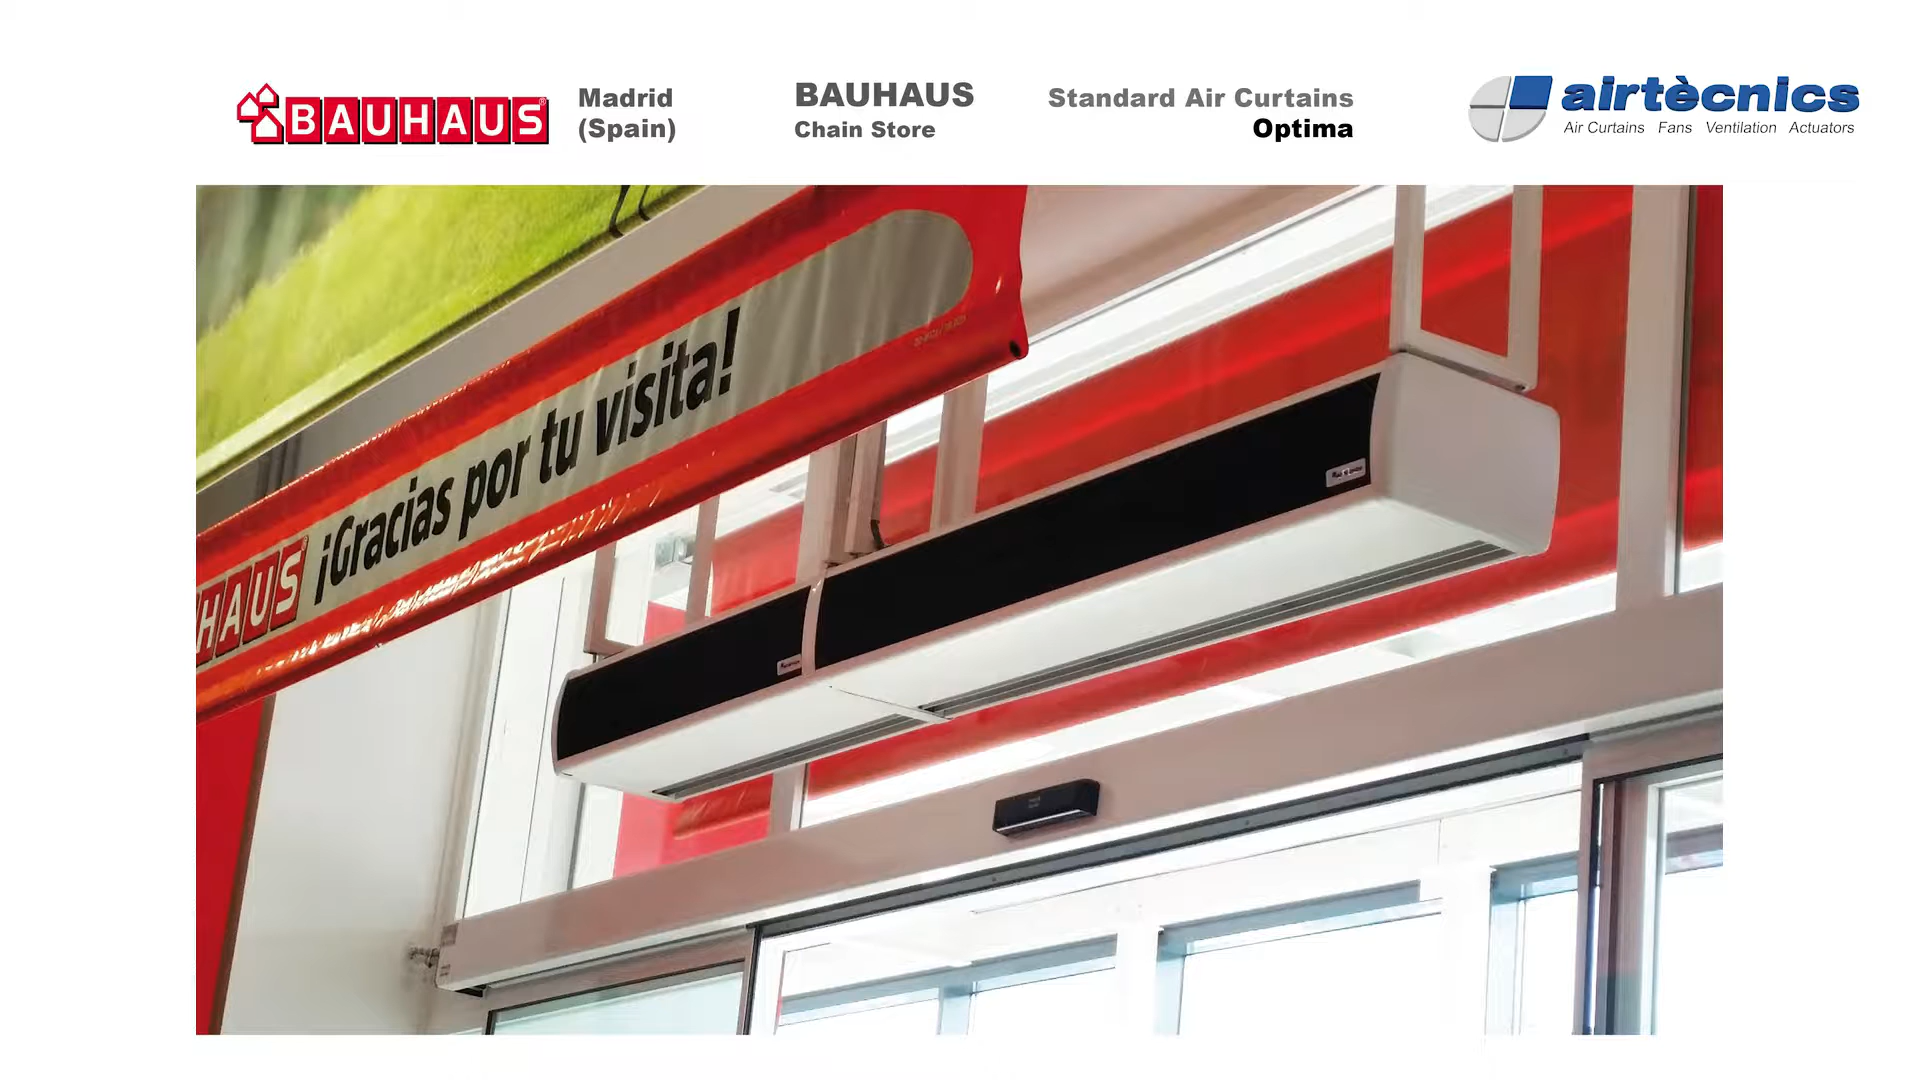 BAUHAUS
Madrid
(Spain)
BAUHAUS
Chain Store
Standard Air Curtains
Optima
airtècnics
Air Curtains Fans Ventilation Actuators
HAUS ¡Gracias por tu visita!